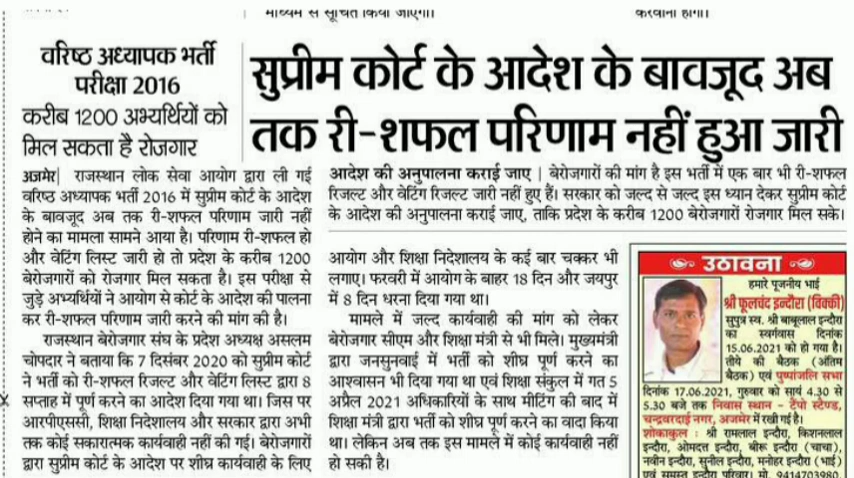 माध्यम से सूचित किया जाएगा।
करवाना होगा।
वरिष्ठ अध्यापक भर्ती
परीक्षा 2016
करीब 1200 अभ्यर्थियों को
मिल सकता है रोजगार
सुप्रीम कोर्ट के आदेश के बावजूद अब
तक री-शफल परिणाम नहीं हुआ जारी
अजमेर| राजस्थान लोक सेवा आयोग द्वारा ली गई
वरिष्ठ अध्यापक भर्ती 2016 में सुप्रीम कोर्ट के आदेश
के बावजूद अब तक री-शफल परिणाम जारी नहीं
होने का मामला सामने आया है। परिणाम री-शफल हो
और वेटिंग लिस्ट जारी हो तो प्रदेश के करीब 1200
बेरोजगारों को रोजगार मिल सकता है। इस परीक्षा से
जुड़े अभ्यर्थियों ने आयोग से कोर्ट के आदेश की पालना
कर री-शफल परिणाम जारी करने की मांग की है।
राजस्थान बेरोजगार संघ के प्रदेश अध्यक्ष असलम
चोपदार ने बताया कि 7 दिसंबर 2020 को सुप्रीम कोर्ट
ने भर्ती को री-शफल रिजल्ट और वेटिंग लिस्ट द्वारा 8
सप्ताह में पूर्ण करने का आदेश दिया गया था। जिस पर
आरपीएससी, शिक्षा निदेशालय और सरकार द्वारा अभी
तक कोई सकारात्मक कार्यवाही नहीं की गई। बेरोजगारों
द्वारा सुप्रीम कोर्ट के आदेश पर शीघ्र कार्यवाही के लिए
आदेश की अनुपालना कराई जाए | बेरोजगारों की मांग है इस भर्ती में एक बार भी री-शफल
रिजल्ट और वेटिंग रिजल्ट जारी नहीं हुए हैं। सरकार को जल्द से जल्द इस ध्यान देकर सुप्रीम कोर्ट
के आदेश की अनुपालना कराई जाए, ताकि प्रदेश के करीब 1200 बेरोजगारों रोजगार मिल सके।
आयोग और शिक्षा निदेशालय के कई बार चक्कर भी
लगाए। फरवरी में आयोग के बाहर 18 दिन और जयपुर
में 8 दिन धरना दिया गया था।
मामले में जल्द कार्यवाही की मांग को लेकर
बेरोजगार सीएम और शिक्षा मंत्री से भी मिले। मुख्यमंत्री
द्वारा जनसुनवाई में भर्ती को शीघ्र पूर्ण करने का
आश्वासन भी दिया गया था एवं शिक्षा संकुल में गत 5
अप्रैल 2021 अधिकारियों के साथ मीटिंग की बाद में
शिक्षा मंत्री द्वारा भर्ती को शीघ्र पूर्ण करने का वादा किया
था। लेकिन अब तक इस मामले में कोई कार्यवाही नहीं
हो सकी है।
उठावना
हमारे पूजनीय भाई
श्री फूलचंद इन्दौरा (विक्की)
सुपुत्र स्व. श्री बाबूलाल इन्दौरा
का स्वर्गवास दिनांक
15.06.2021 को हो गया है।
तीये की बैठक (अंतिम
बैठक) एवं पुष्पांजलि सभा
दिनांक 17.06.2021, गुरुवार को सायं 4.30 से
5.30 बजे तक निवास स्थान - टैंपो स्टेण्ड,
चन्द्रवरदाई नगर, अजमेर में रखी गई है।
शोकाकुल : श्री रामलाल इन्दौरा, किशनलाल
इन्दौरा, ओमदत्त इन्दौरा, बीरू इन्दौरा (चाचा),
नवीन इन्दौरा, सुनील इन्दौरा, मनोहर इन्दौरा (भाई)
एवं समस्त इन्दौरा परिवार। मो. 9414703980,